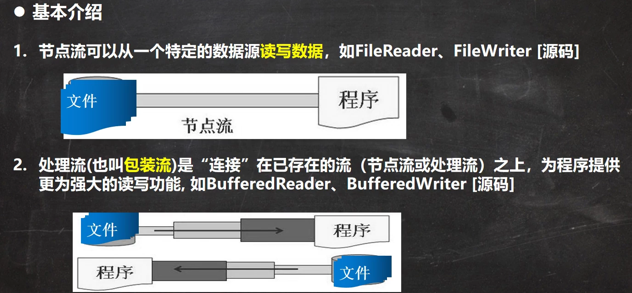 ● 基本介绍
1. 节点流可以从一个特定的数据源读写数据，如FileReader、FileWriter [源码]
文件
程序
节点流
2. 处理流(也叫包装流)是“连接”在已存在的流（节点流或处理流）之上，为程序提供
更为强大的读写功能, 如BufferedReader、BufferedWriter [源码]
文件
程序
程序
文件